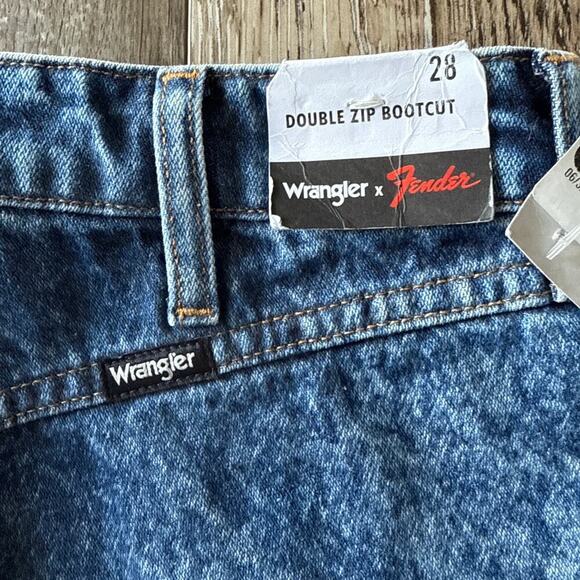 28
DOUBLE ZIP BOOTCUT
Wrangler x Fender
Wrangler